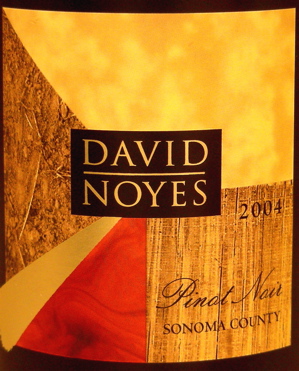 DAVID
NOYES
2004
Pinot Noir
SONOMA COUNTY